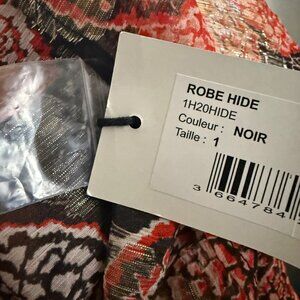 ROBE HIDE
1H20HIDE
Couleur : NOIR
Taille : 1
3 664784